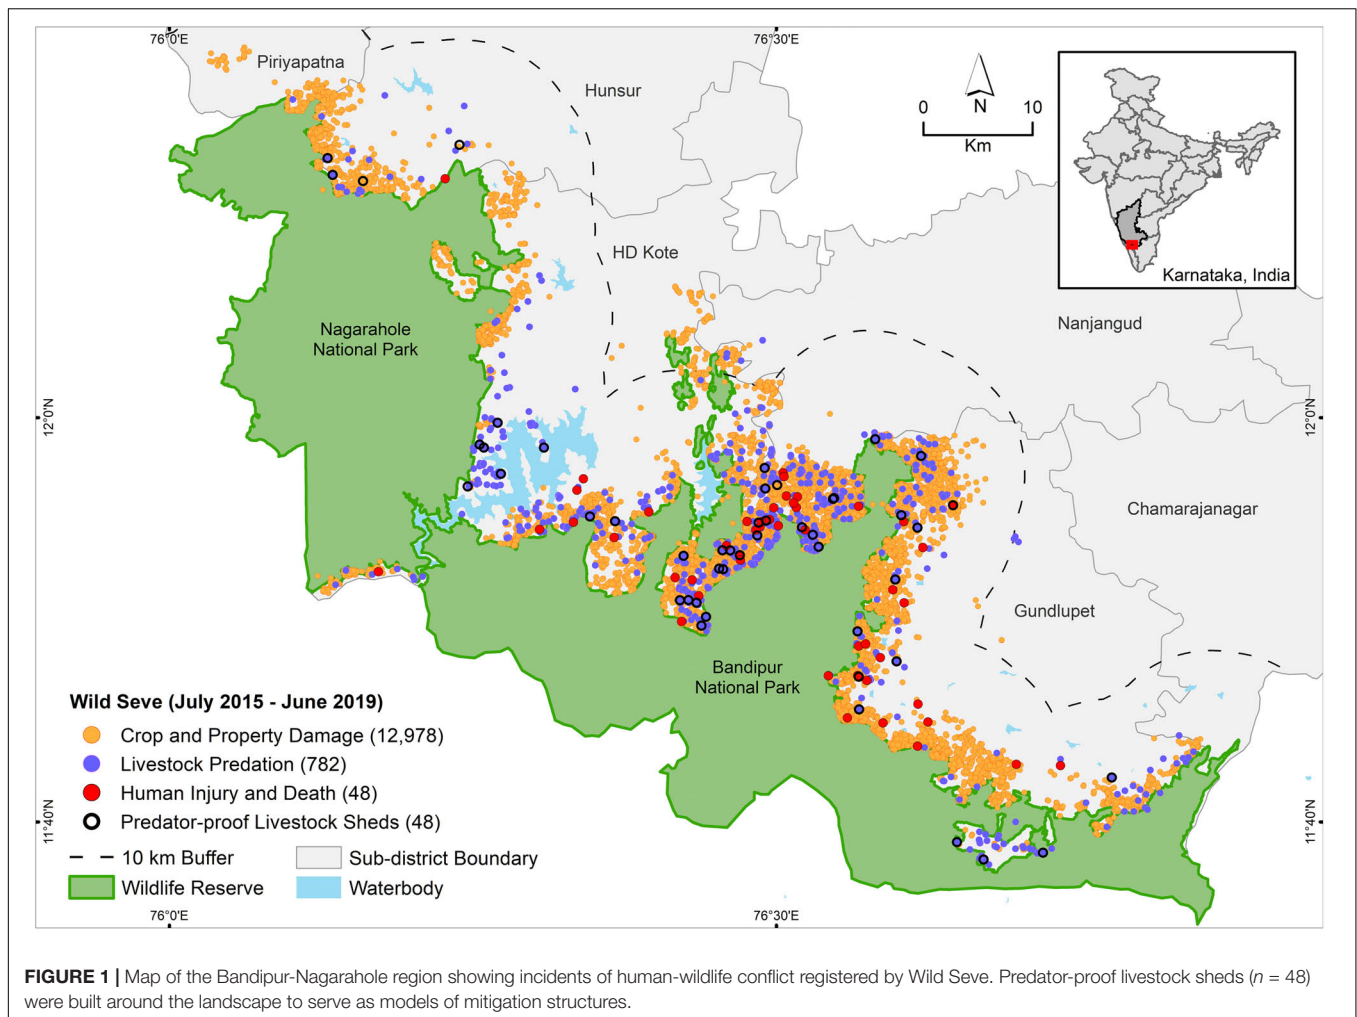 76°0'E
76°30'E
Piriyapatna
Hunsur
0
N
10
Km
HD Kote
Karnataka, India
Nagarahole
National Park
Nanjangud
12°0'N
12°0'N
Chamarajanagar
Gundlupet
Bandipur
National Park
Wild Seve (July 2015 - June 2019)
Crop and Property Damage (12,978)
Livestock Predation (782)
Human Injury and Death (48)
Predator-proof Livestock Sheds (48)
10 km Buffer
Sub-district Boundary
Wildlife Reserve
Waterbody
11°40'N
11°40'N
76°0'E
76°30'E
FIGURE 1 | Map of the Bandipur-Nagarahole region showing incidents of human-wildlife conflict registered by Wild Seve. Predator-proof livestock sheds (n = 48)
were built around the landscape to serve as models of mitigation structures.